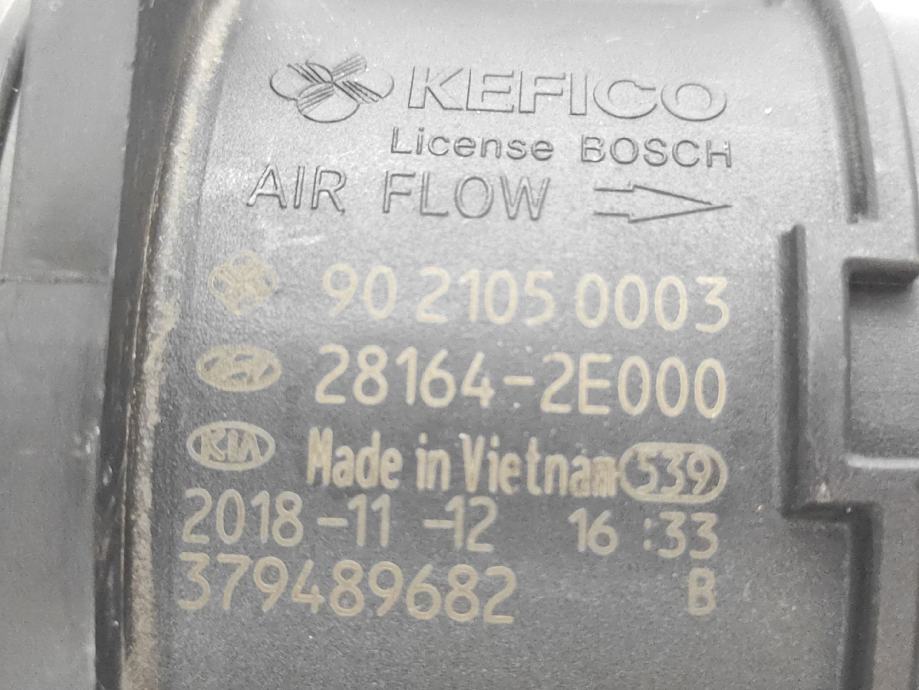 KEFICO
License BOSCH
AIR FLOW
90 2105 0003
28164-2E000
KIA Made in Vietnam 539
2018-11-12 16:33
379489682 B